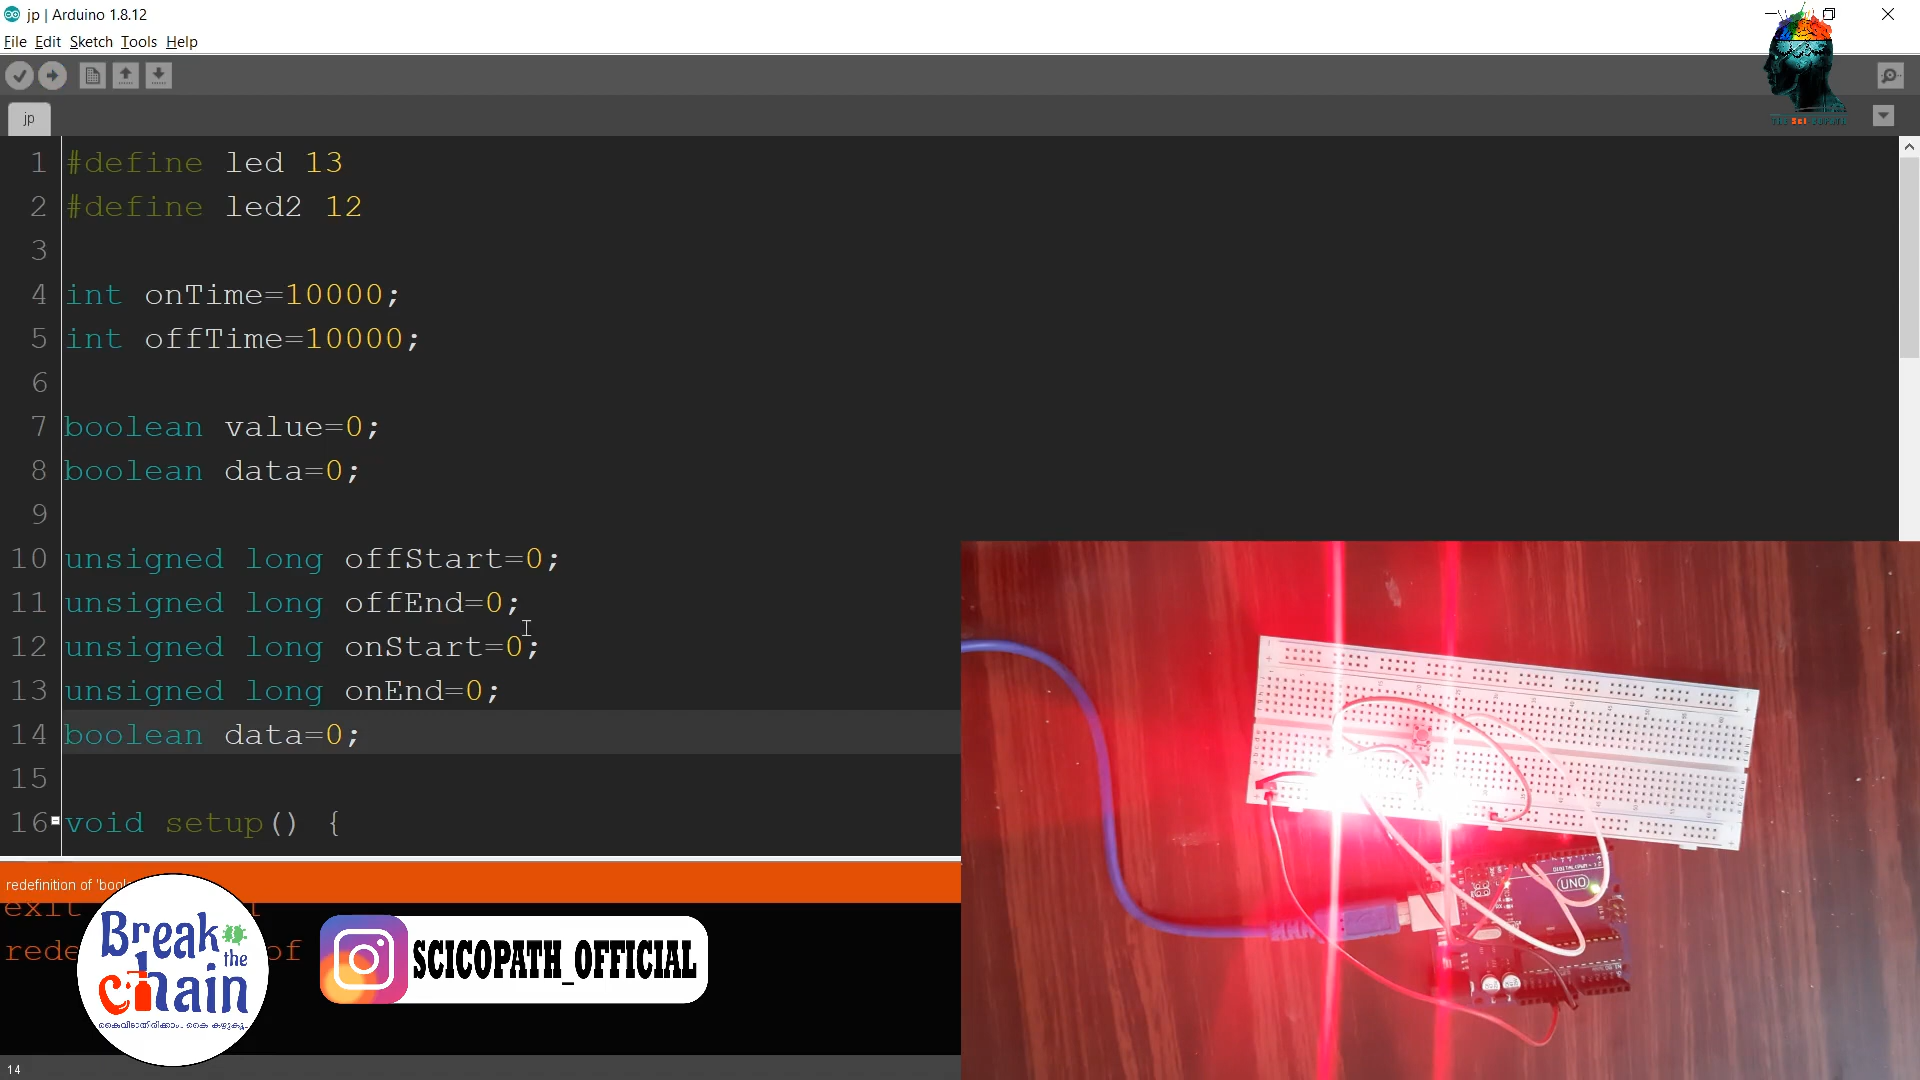 jp | Arduino 1.8.12
File Edit Sketch Tools Help
jp
1 #define led 13
2 #define led2 12
3
4 int onTime=10000;
5 int offTime=10000;
6
7 boolean value=0;
8 boolean data=0;
9
10 unsigned long offStart=0;
11 unsigned long offEnd=0;
12 unsigned long onStart=0;
13 unsigned long onEnd=0;
14 boolean data=0;
15
16 void setup() {
redefinition of 'bool
exit
rede of
Break
the
chain
SCICOPATH_OFFICIAL
UNO
14